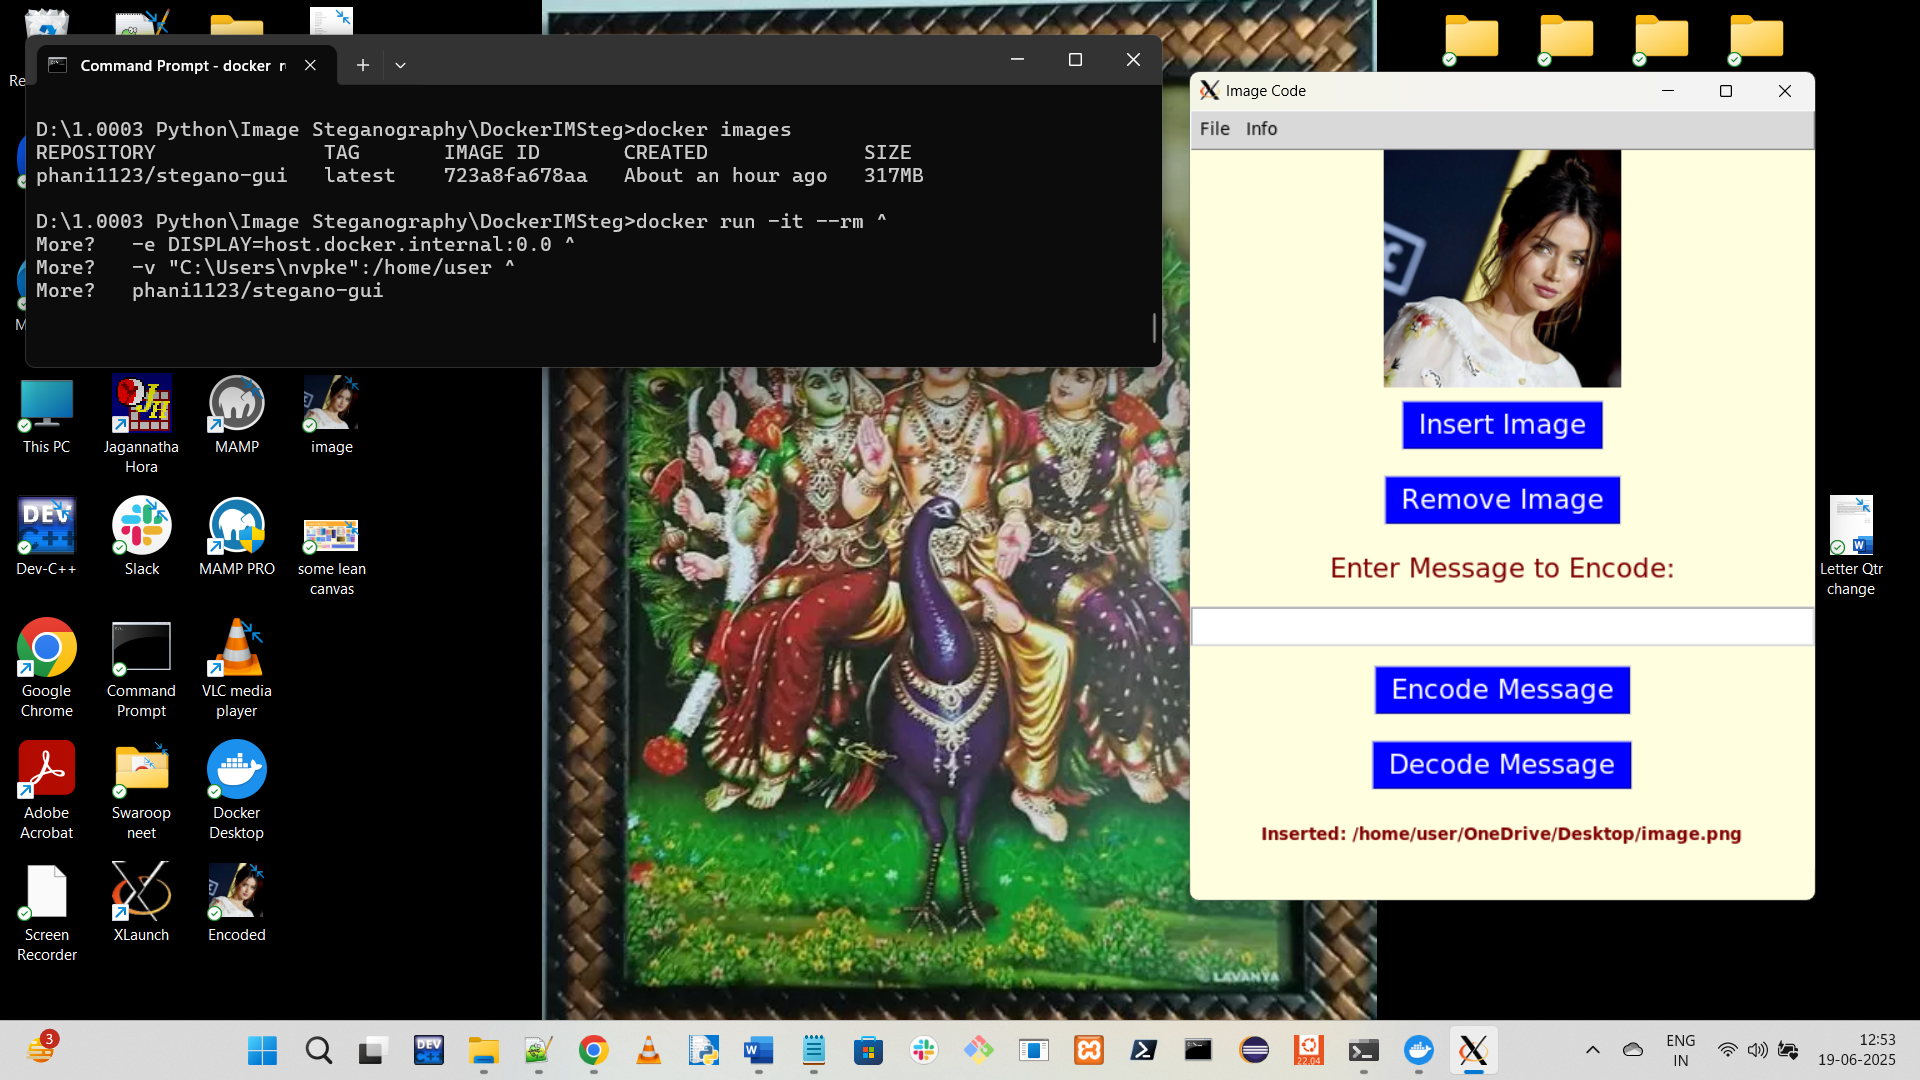 Re
Command Prompt - docker r
D:\1.0003 Python\Image Steganography\DockerIMSteg>docker images
REPOSITORY TAG IMAGE ID CREATED SIZE
phani1123/stegano-gui latest 723a8fa678aa About an hour ago 317MB
D:\1.0003 Python\Image Steganography\DockerIMSteg>docker run -it --rm ^
More? -e DISPLAY=host.docker.internal:0.0 ^
More? -v "C:\Users\nvpke":/home/user ^
More? phani1123/stegano-gui
M
This PC
Jagannatha
Hora
MAMP
image
DEV
C++
Dev-C++
Slack
MAMP PRO
some lean
canvas
Google
Chrome
Command
Prompt
VLC media
player
Adobe
Acrobat
Swaroop
neet
Docker
Desktop
Screen
Recorder
XLaunch
Encoded
LAVANYA
Image Code
File Info
Insert Image
Remove Image
Enter Message to Encode:
Encode Message
Decode Message
Inserted: /home/user/OneDrive/Desktop/image.png
Letter Qtr
change
3
DEV
22.04
ENG
IN
12:53
19-06-2025